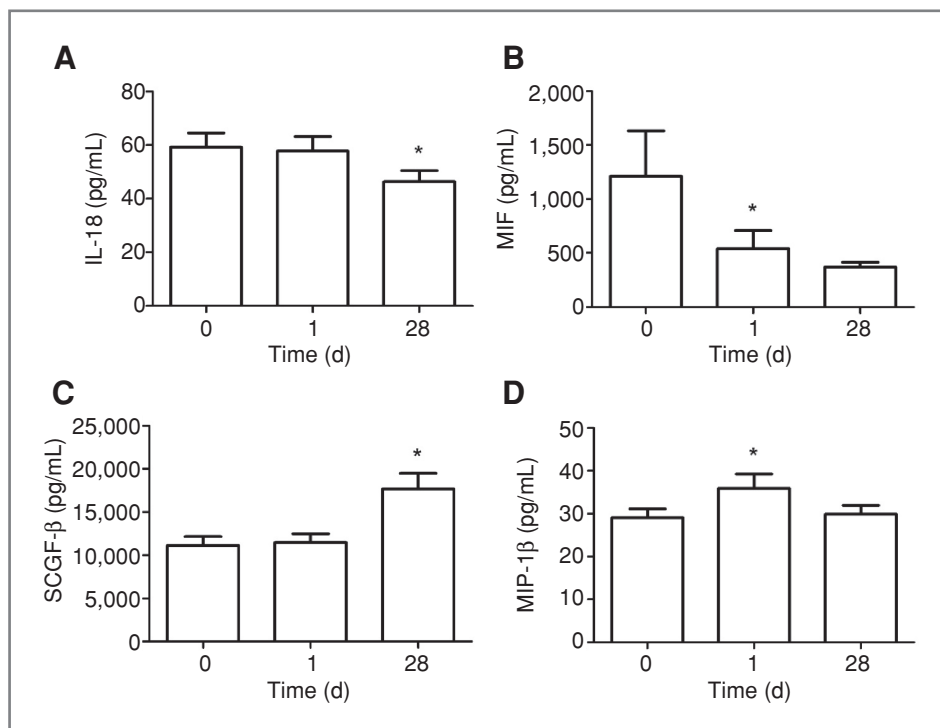 A
80
60
40
20
0
IL-18 (pg/mL)
*
0 1 28
Time (d)
B
2,000
1,500
1,000
500
0
MIF (pg/mL)
*
0 1 28
Time (d)
C
25,000
20,000
15,000
10,000
5,000
0
SCGF-β (pg/mL)
*
0 1 28
Time (d)
D
50
40
30
20
10
0
MIP-1β (pg/mL)
*
0 1 28
Time (d)